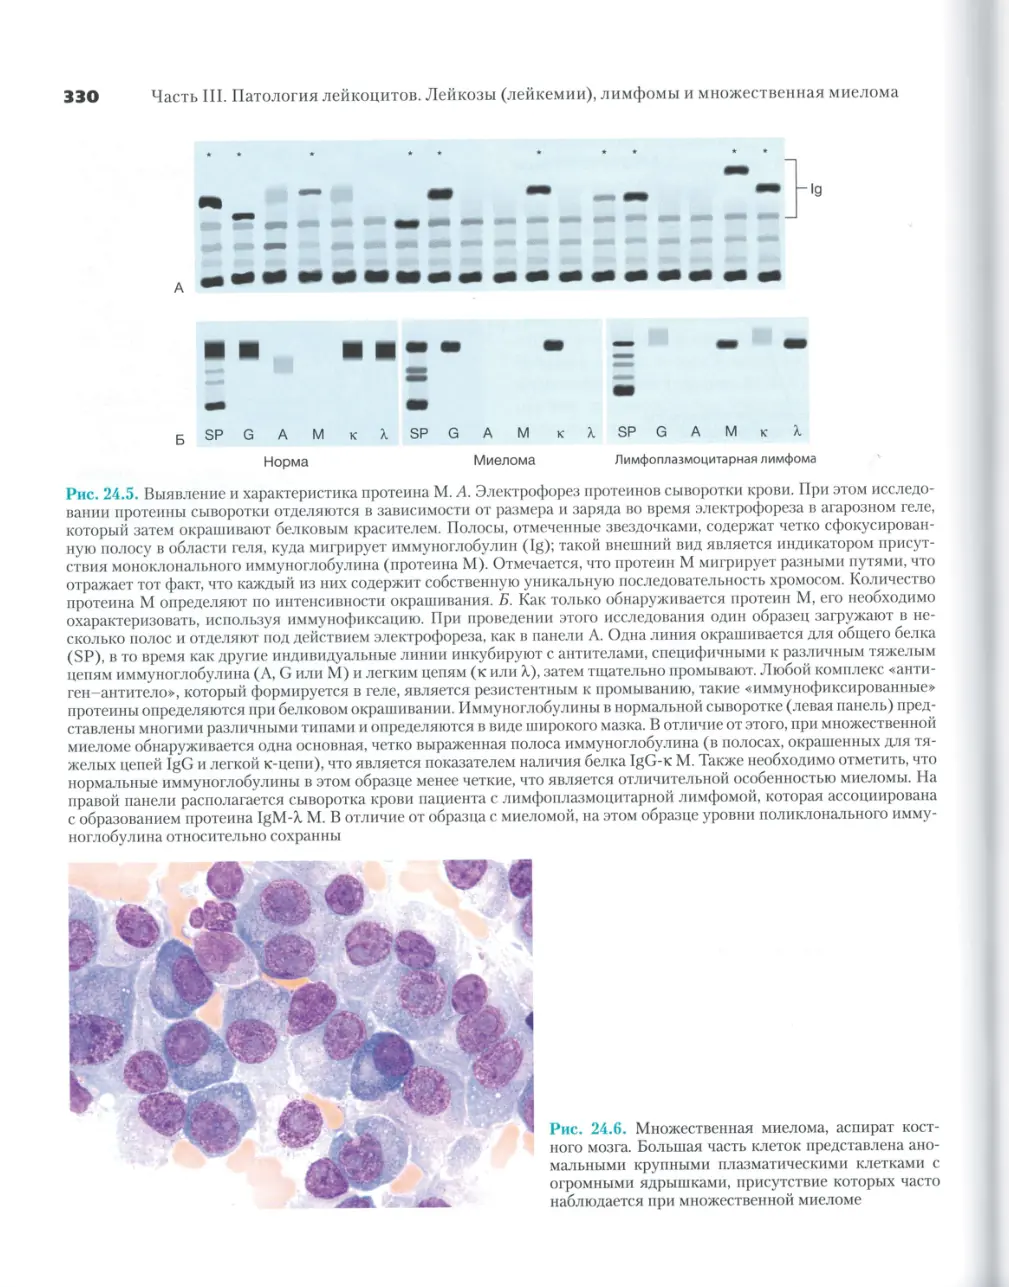 330 Часть III. Патология лейкоцитов. Лейкозы (лейкемии), лимфомы и множественная миелома
* * * * * * * * * *
Ig
А
Б
SP G A M κ λ SP G A M κ λ SP G A M κ λ
Норма Миелома Лимфоплазмоцитарная лимфома
Рис. 24.5. Выявление и характеристика протеина М. А. Электрофорез протеинов сыворотки крови. При этом исследо-
вании протеины сыворотки отделяются в зависимости от размера и заряда во время электрофореза в агарозном геле,
который затем окрашивают белковым красителем. Полосы, отмеченные звездочками, содержат четко сфокусирован-
ную полосу в области геля, куда мигрирует иммуноглобулин (Ig); такой внешний вид является индикатором присут-
ствия моноклонального иммуноглобулина (протеина М). Отмечается, что протеин М мигрирует разными путями, что
отражает тот факт, что каждый из них содержит собственную уникальную последовательность хромосом. Количество
протеина М определяют по интенсивности окрашивания. Б. Как только обнаруживается протеин М, его необходимо
охарактеризовать, используя иммунофиксацию. При проведении этого исследования один образец загружают в не-
сколько полос и отделяют под действием электрофореза, как в панели А. Одна линия окрашивается для общего белка
(SP), в то время как другие индивидуальные линии инкубируют с антителами, специфичными к различным тяжелым
цепям иммуноглобулина (A, G или M) и легким цепям (κ или λ), затем тщательно промывают. Любой комплекс «анти-
ген–антитело», который формируется в геле, является резистентным к промыванию, такие «иммунофиксированные»
протеины определяются при белковом окрашивании. Иммуноглобулины в нормальной сыворотке (левая панель) пред-
ставлены многими различными типами и определяются в виде широкого мазка. В отличие от этого, при множественной
миеломе обнаруживается одна основная, четко выраженная полоса иммуноглобулина (в полосах, окрашенных для тя-
желых цепей IgG и легкой κ-цепи), что является показателем наличия белка IgG-κ М. Также необходимо отметить, что
нормальные иммуноглобулины в этом образце менее четкие, что является отличительной особенностью миеломы. На
правой панели располагается сыворотка крови пациента с лимфоплазмоцитарной лимфомой, которая ассоциирована
с образованием протеина IgM-λ М. В отличие от образца с миеломой, на этом образце уровни поликлонального имму-
ноглобулина относительно сохранны
Рис. 24.6. Множественная миелома, аспират кост-
ного мозга. Большая часть клеток представлена ано-
мальными крупными плазматическими клетками с
огромными ядрышками, присутствие которых часто
наблюдается при множественной миеломе